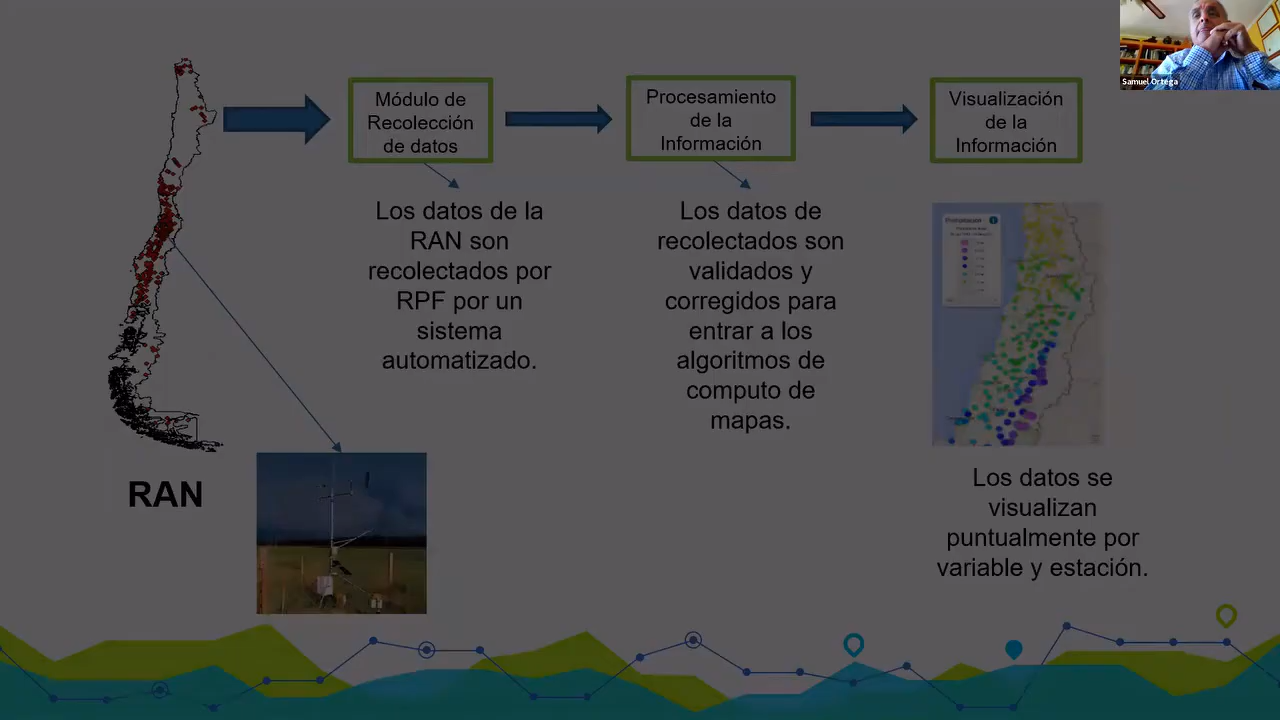 Samuel Ortega
Módulo de
Recolección
de datos
Procesamiento
de la
Información
Visualización
de la
Información
Los datos de la
RAN son
recolectados por
RPF por un
sistema
automatizado.
Los datos de
recolectados son
validados y
corregidos para
entrar a los
algoritmos de
computo de
mapas.
RAN
Los datos se
visualizan
puntualmente por
variable y estación.